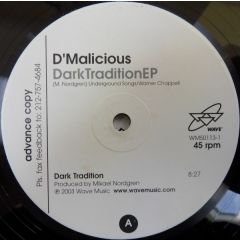 D'Malicious
DarkTraditionEP
(M. Nordgren) Underground Songs/Warner Chappell
advance copy
Pls. fax feedback to: 212-757-4684
WAVE
WM50113-1
45 rpm
Dark Tradition
8:27
Produced by Mikael Nordgren
℗ 2003 Wave Music www.wavemusic.com
A